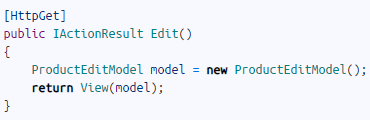 [HttpGet]
public IActionResult Edit()
{
    ProductEditModel model = new ProductEditModel();
    return View(model);
}